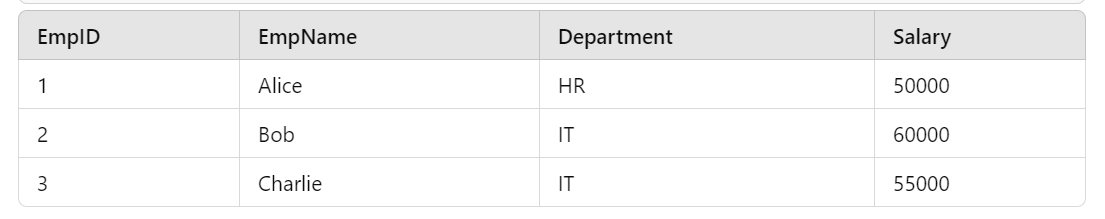 EmpID EmpName Department Salary
1 Alice HR 50000
2 Bob IT 60000
3 Charlie IT 55000